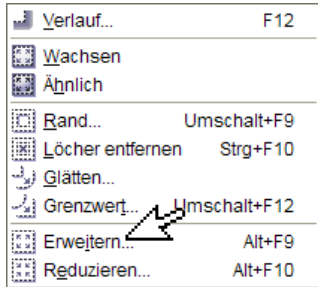 Verlauf... F12
Wachsen
Ähnlich
Rand... Umschalt+F9
Löcher entfernen Strg+F10
Glätten...
Grenzwert... Umschalt+F12
Erweitern... Alt+F9
Reduzieren... Alt+F10